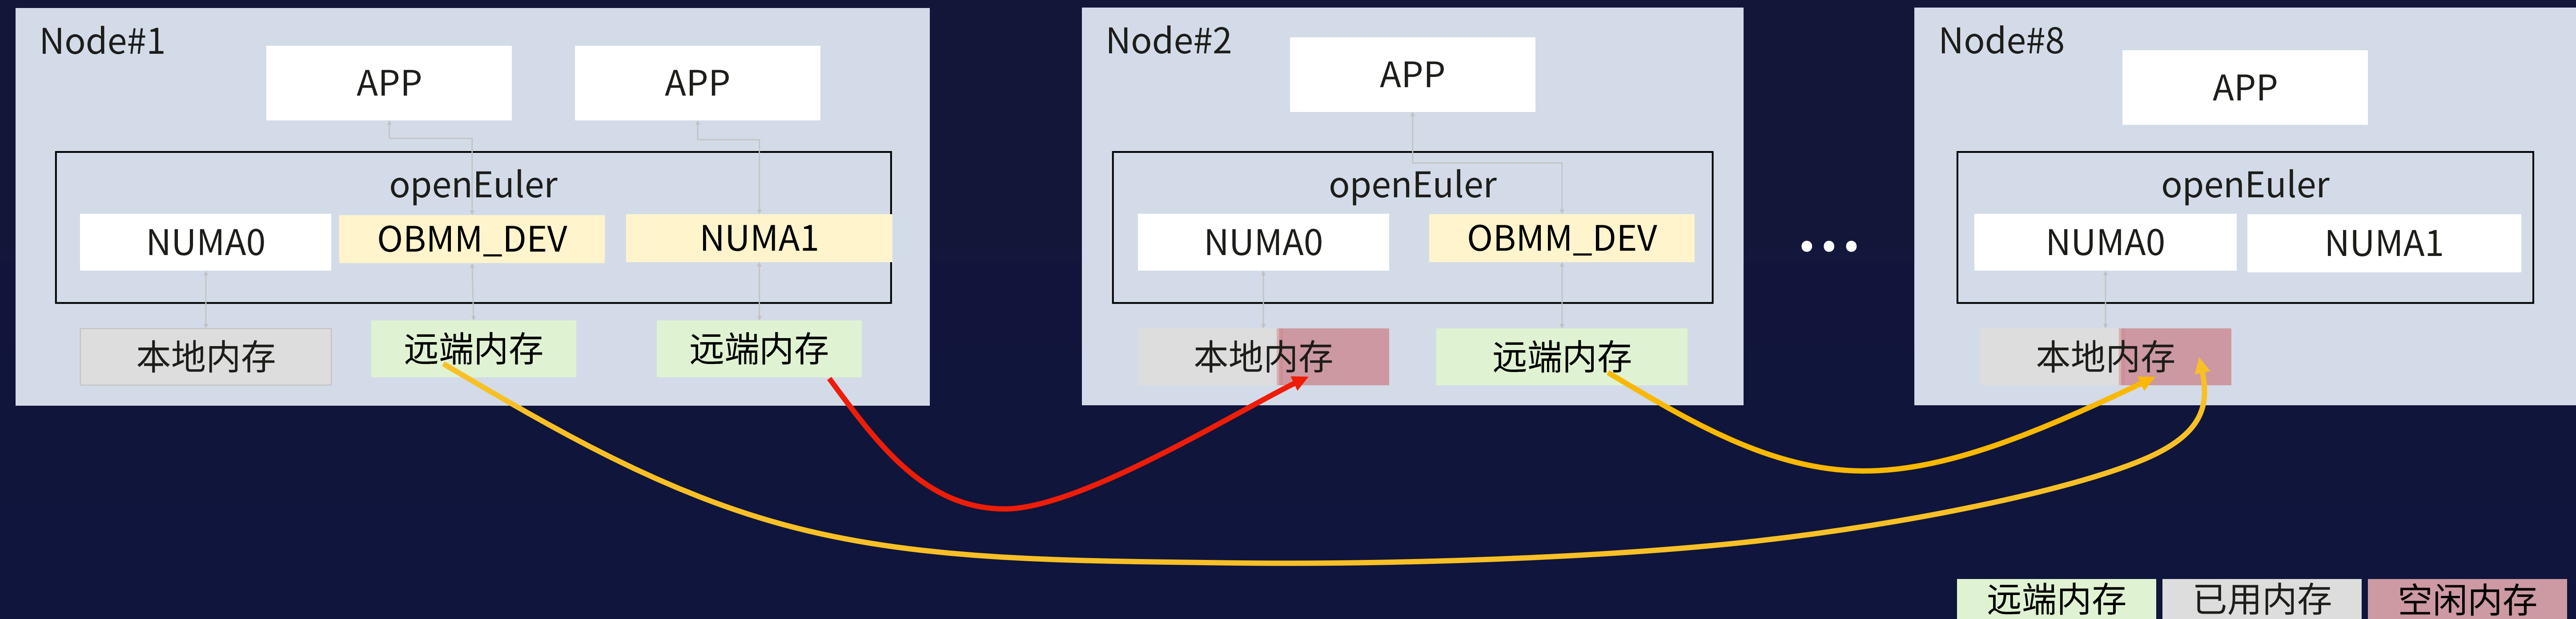 Node#1
APP
APP
openEuler
NUMA0
OBMM_DEV
NUMA1
本地内存
远端内存
远端内存
Node#2
APP
openEuler
NUMA0
OBMM_DEV
本地内存
远端内存
...
Node#8
APP
openEuler
NUMA0
NUMA1
本地内存
远端内存
已用内存
空闲内存